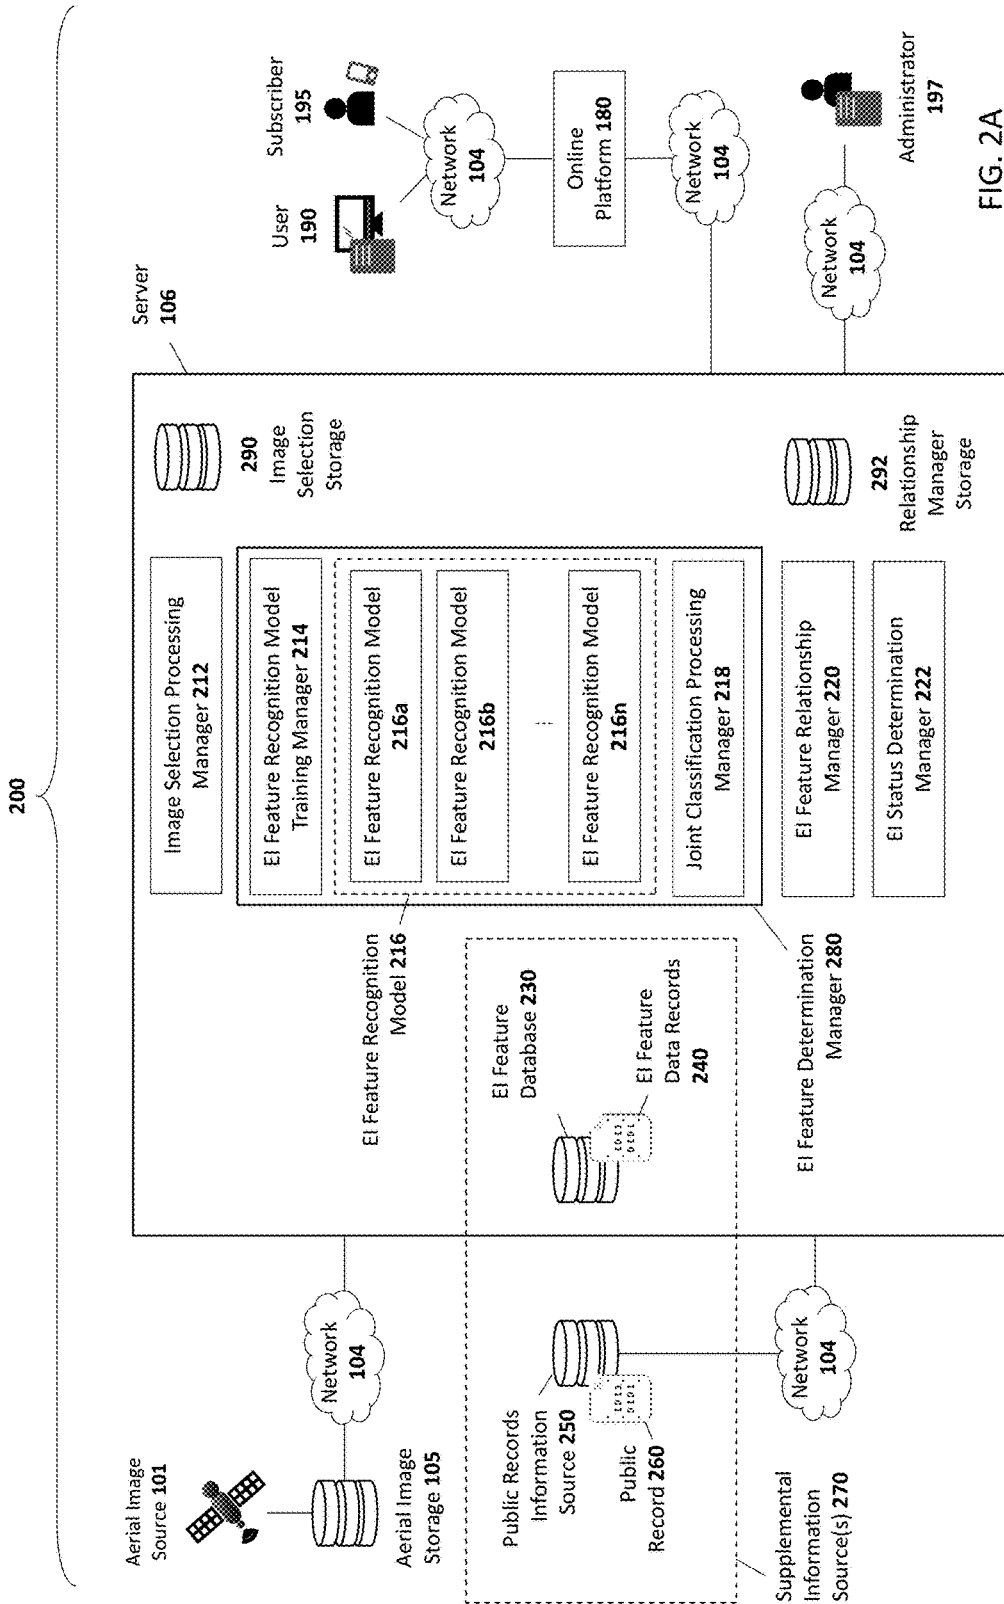 200
Aerial Image
Source 101
Aerial Image
Storage 105
Network
104
Public Records
Information
Source 250
Public
Record 260
Supplemental
Information
Source(s) 270
Network
104
Server
106
EI Feature Recognition
Model 216
EI Feature
Database 230
EI Feature
Data Records
240
EI Feature Determination
Manager 280
Image Selection Processing
Manager 212
EI Feature Recognition Model
Training Manager 214
EI Feature Recognition Model
216a
EI Feature Recognition Model
216b
...
EI Feature Recognition Model
216n
Joint Classification Processing
Manager 218
EI Feature Relationship
Manager 220
EI Status Determination
Manager 222
290
Image
Selection
Storage
292
Relationship
Manager
Storage
User
190
Subscriber
195
Network
104
Online
Platform 180
Network
104
Network
104
Administrator
197
FIG. 2A